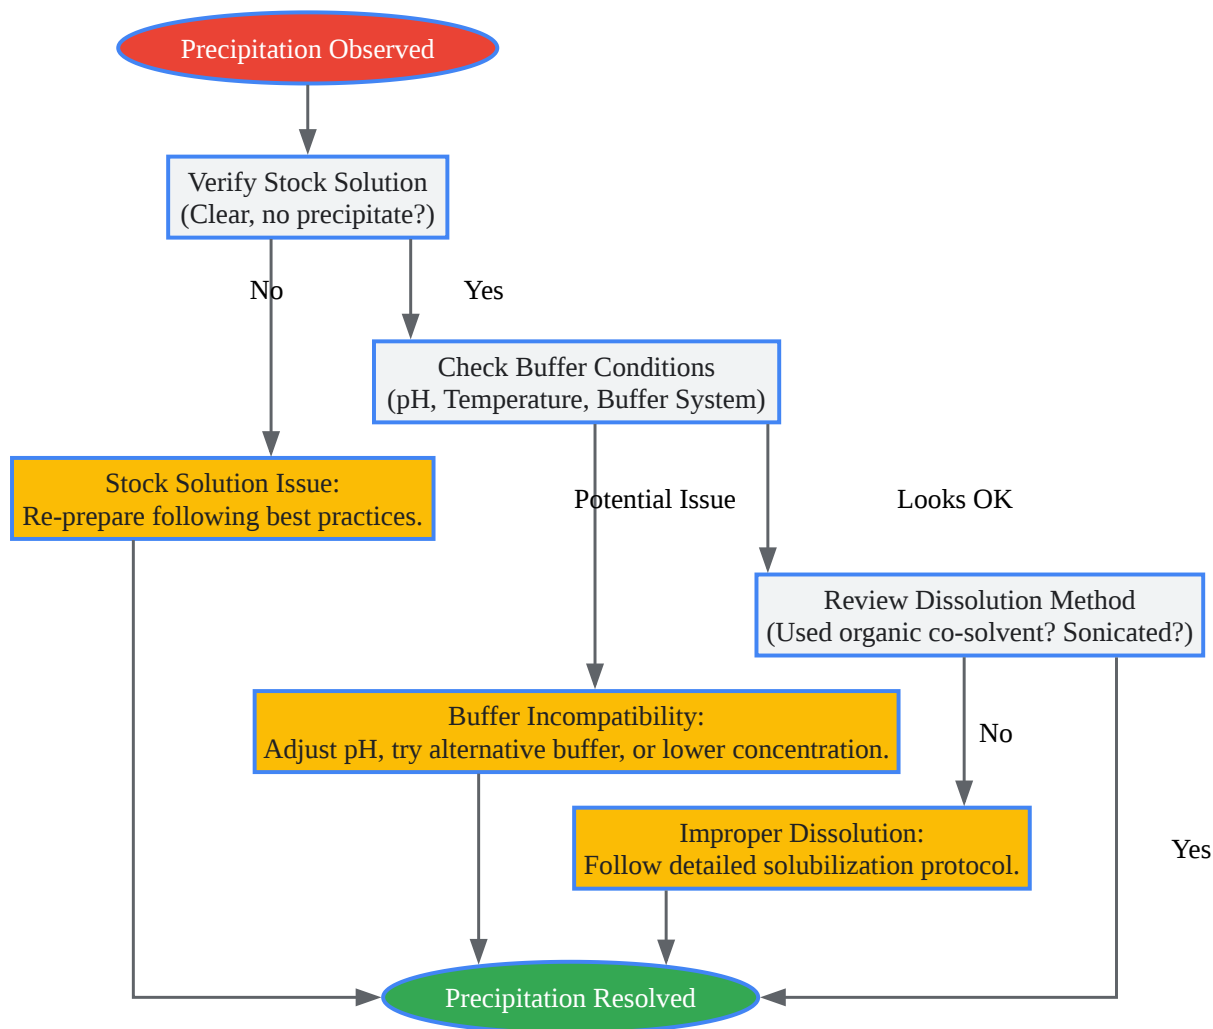 Precipitation Observed
Verify Stock Solution
(Clear, no precipitate?)
No
Yes
Check Buffer Conditions
(pH, Temperature, Buffer System)
Stock Solution Issue:
Re-prepare following best practices.
Potential Issue
Looks OK
Review Dissolution Method
(Used organic co-solvent? Sonicated?)
Buffer Incompatibility:
Adjust pH, try alternative buffer, or lower concentration.
No
Improper Dissolution:
Follow detailed solubilization protocol.
Yes
Precipitation Resolved